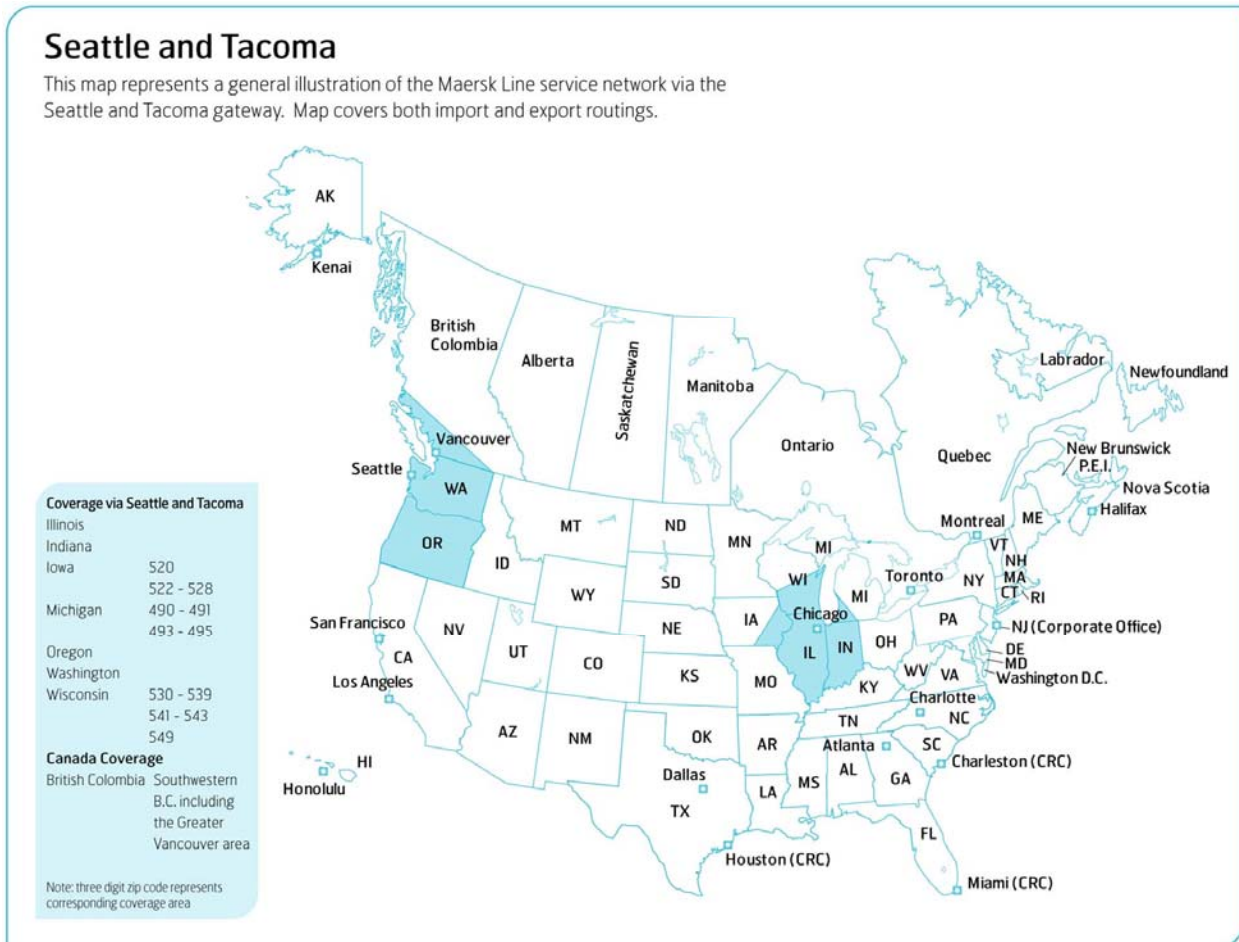 Seattle and Tacoma
This map represents a general illustration of the Maersk Line service network via the
Seattle and Tacoma gateway.  Map covers both import and export routings.
AK
Kenai
British
Colombia
Alberta
Saskatchewan
Manitoba
Ontario
Quebec
Labrador
Newfoundland
New Brunswick
P.E.I.
Nova Scotia
Halifax
Montreal
Toronto
Vancouver
Seattle
WA
OR
ID
MT
ND
MN
WI
MI
MI
ME
VT
NH
MA
CT
RI
NY
PA
NJ (Corporate Office)
DE
MD
Washington D.C.
WY
SD
NE
IA
Chicago
IL
IN
OH
WV
VA
KY
San Francisco
CA
NV
UT
CO
KS
MO
TN
Charlotte
NC
SC
Charleston (CRC)
Los Angeles
AZ
NM
OK
AR
Atlanta
MS
AL
GA
Dallas
TX
LA
Houston (CRC)
FL
Miami (CRC)
HI
Honolulu
Coverage via Seattle and Tacoma
Illinois
Indiana
Iowa 520
522 - 528
Michigan 490 - 491
493 - 495
Oregon
Washington
Wisconsin 530 - 539
541 - 543
549
Canada Coverage
British Colombia Southwestern
B.C. including
the Greater
Vancouver area
Note: three digit zip code represents
corresponding coverage area